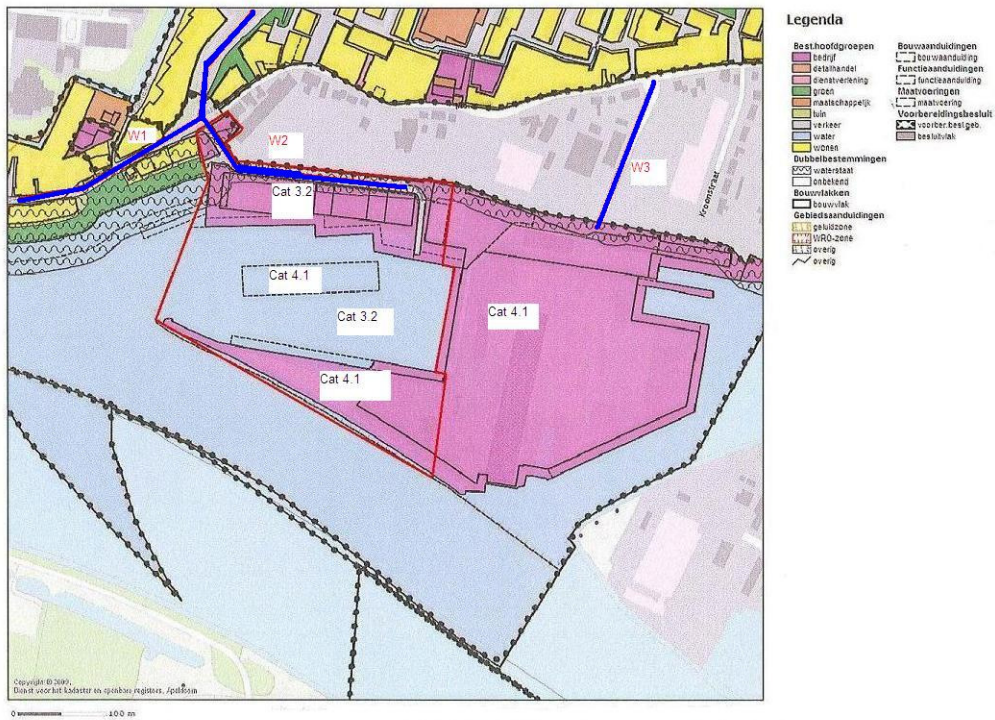 W1
W2
W3
Kroonstraat
Cat 3.2
Cat 4.1
Cat 3.2
Cat 4.1
Cat 4.1
Copyright © 2009,
Dienst voor het kadaster en openbare registers, Apeldoorn
0 100 m
Legenda
Best.hoofdgroepen
bedrijf
detailhandel
dienstverlening
groen
maatschappelijk
tuin
verkeer
water
wonen
Dubbelbestemmingen
waterstaat
onbekend
Bouwvlakken
bouwvlak
Gebiedsaanduidingen
geluidzone
WRO-zone
overig
overig
Bouwaanduidingen
bouwaanduiding
Functieaanduidingen
functieaanduiding
Maatvoeringen
maatvoering
Voorbereidingsbesluit
voorber.besl.geb.
besluitvlak